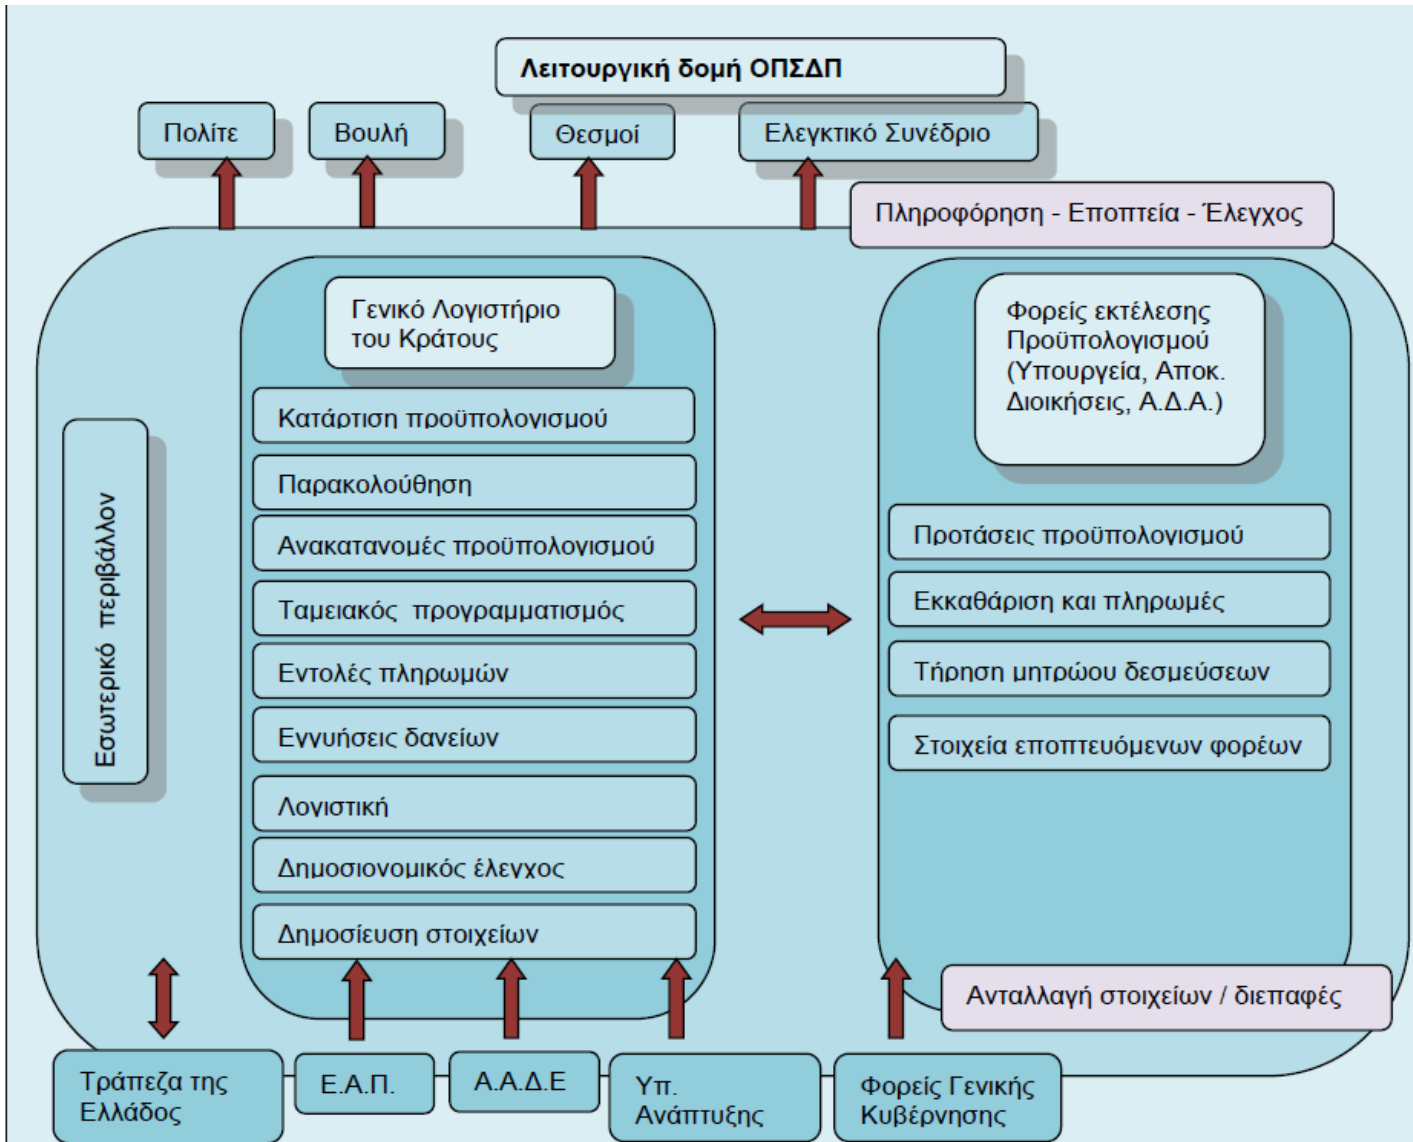 Λειτουργική δομή ΟΠΣΔΠ
Πολίτε
Βουλή
Θεσμοί
Ελεγκτικό Συνέδριο
Πληροφόρηση - Εποπτεία - Έλεγχος
Γενικό Λογιστήριο
του Κράτους
Κατάρτιση προϋπολογισμού
Παρακολούθηση
Ανακατανομές προϋπολογισμού
Ταμειακός προγραμματισμός
Εντολές πληρωμών
Εγγυήσεις δανείων
Λογιστική
Δημοσιονομικός έλεγχος
Δημοσίευση στοιχείων
Εσωτερικό περιβάλλον
Φορείς εκτέλεσης
Προϋπολογισμού
(Υπουργεία, Αποκ.
Διοικήσεις, Α.Δ.Α.)
Προτάσεις προϋπολογισμού
Εκκαθάριση και πληρωμές
Τήρηση μητρώου δεσμεύσεων
Στοιχεία εποπτευόμενων φορέων
Ανταλλαγή στοιχείων / διεπαφές
Τράπεζα της
Ελλάδος
Ε.Α.Π.
Α.Α.Δ.Ε
Υπ.
Ανάπτυξης
Φορείς Γενικής
Κυβέρνησης